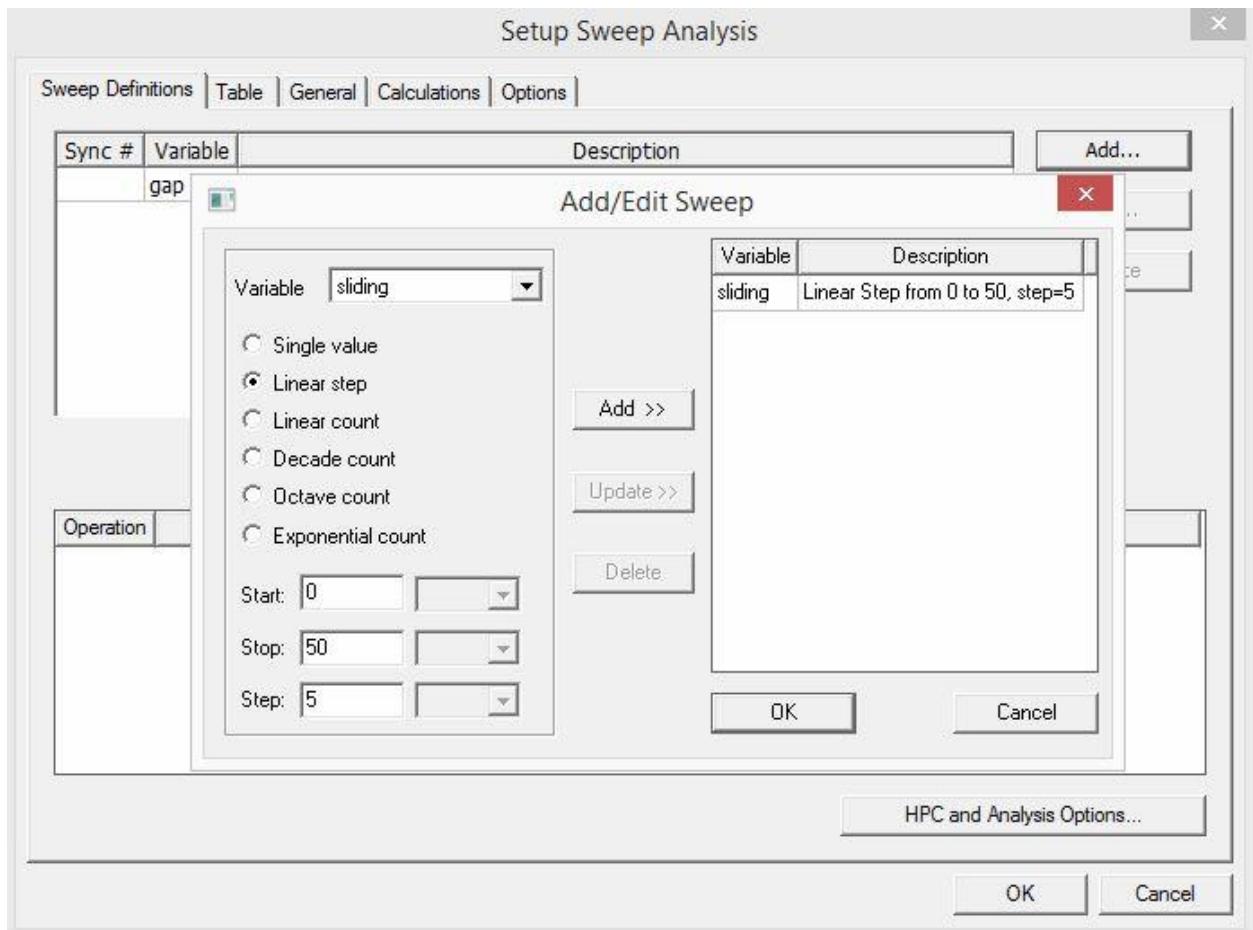 Setup Sweep Analysis
Sweep Definitions Table General Calculations Options
Sync # Variable Description
Add...
gap
Add/Edit Sweep
Variable sliding
Single value
Linear step
Linear count
Decade count
Octave count
Exponential count
Start: 0
Stop: 50
Step: 5
Add >>
Update >>
Delete
Variable Description
sliding Linear Step from 0 to 50, step=5
OK Cancel
Operation
HPC and Analysis Options...
OK Cancel